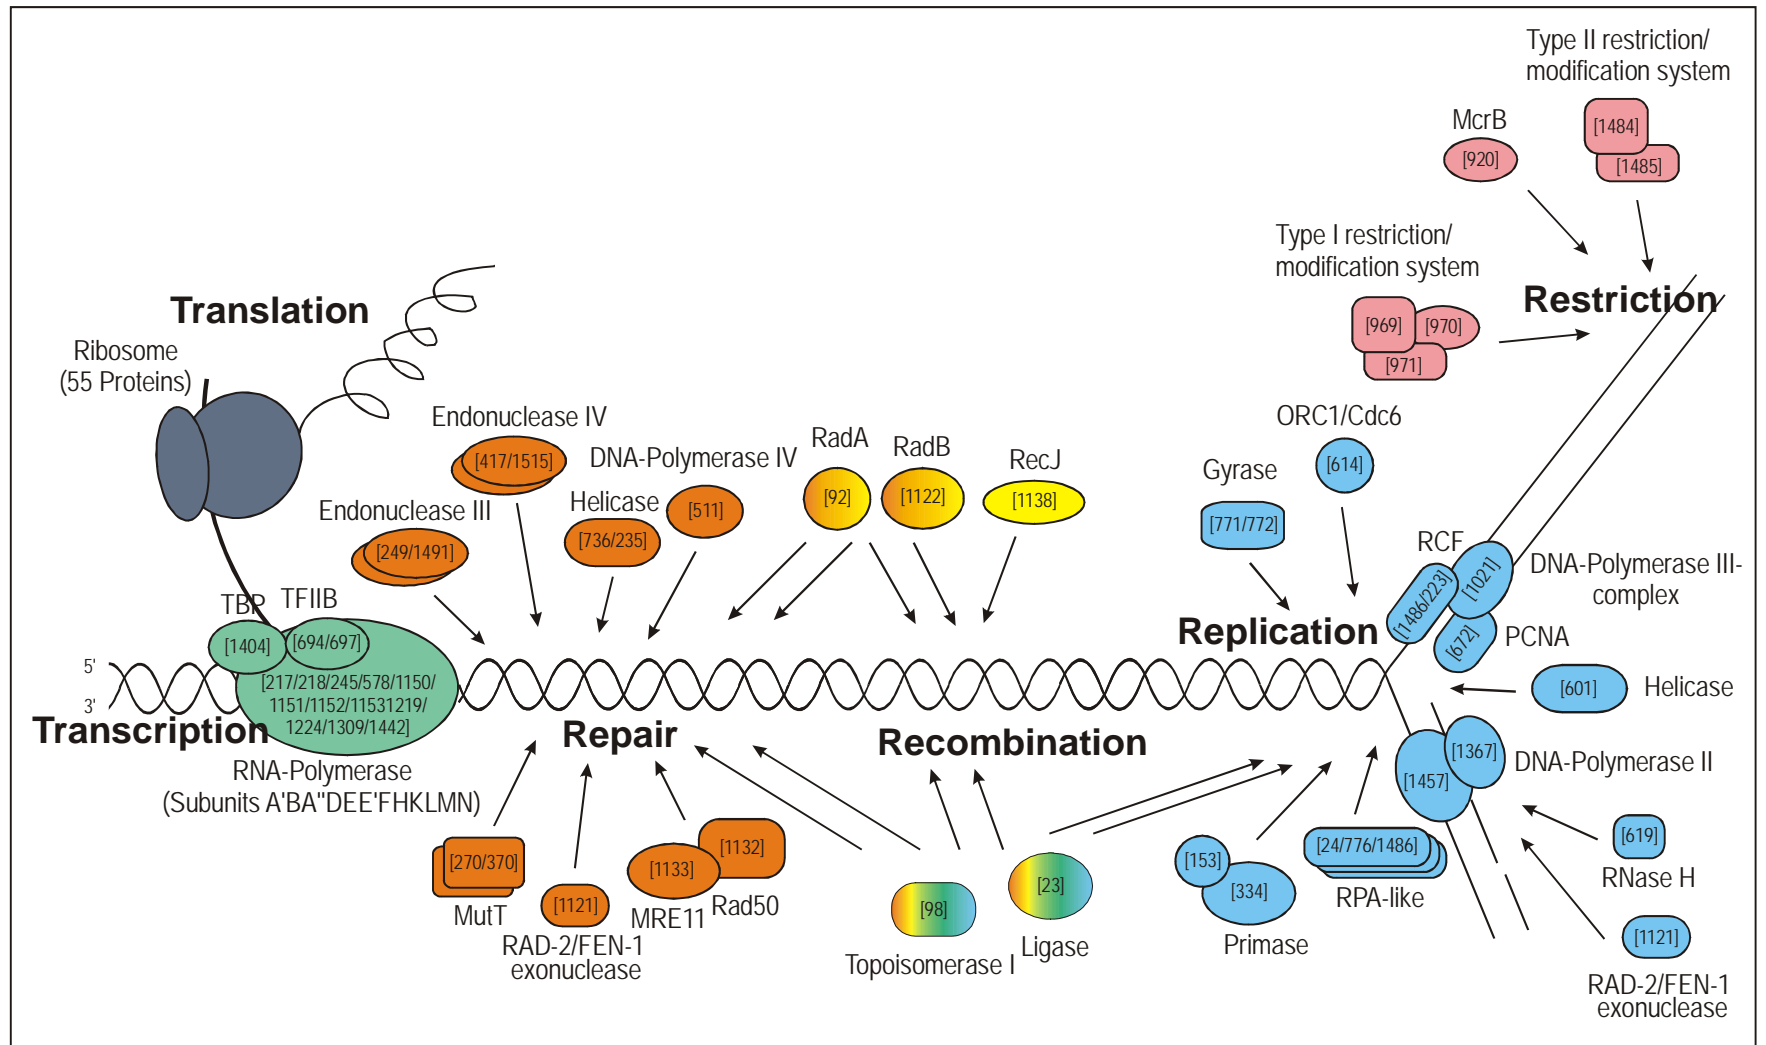 Type II restriction/
modification system
McrB
[1484]
[920]
[1485]
Type I restriction/
modification system
Restriction
[969]
[970]
[971]
Translation
Ribosome
(55 Proteins)
Endonuclease IV
[417/1515]
DNA-Polymerase IV
RadA
RadB
RecJ
ORC1/Cdc6
Gyrase
[614]
Endonuclease III
[249/1491]
Helicase
[736/235]
[511]
[92]
[1122]
[1138]
[771/772]
RCF
[1486/223]
[1021]
DNA-Polymerase III-
complex
[672]
PCNA
TBP
TFIIB
[1404]
[694/697]
Replication
5'
3'
[217/218/245/578/1150/
1151/1152/11531219/
1224/1309/1442]
[601]
Helicase
Transcription
Repair
Recombination
RNA-Polymerase
(Subunits A'BA"DEE'FHKLMN)
[1367]
[1457]
DNA-Polymerase II
[270/370]
MutT
[1121]
RAD-2/FEN-1
exonuclease
[1133]
[1132]
MRE11
Rad50
[98]
Topoisomerase I
[23]
Ligase
[153]
[334]
Primase
[24/776/1486]
RPA-like
[619]
RNase H
[1121]
RAD-2/FEN-1
exonuclease